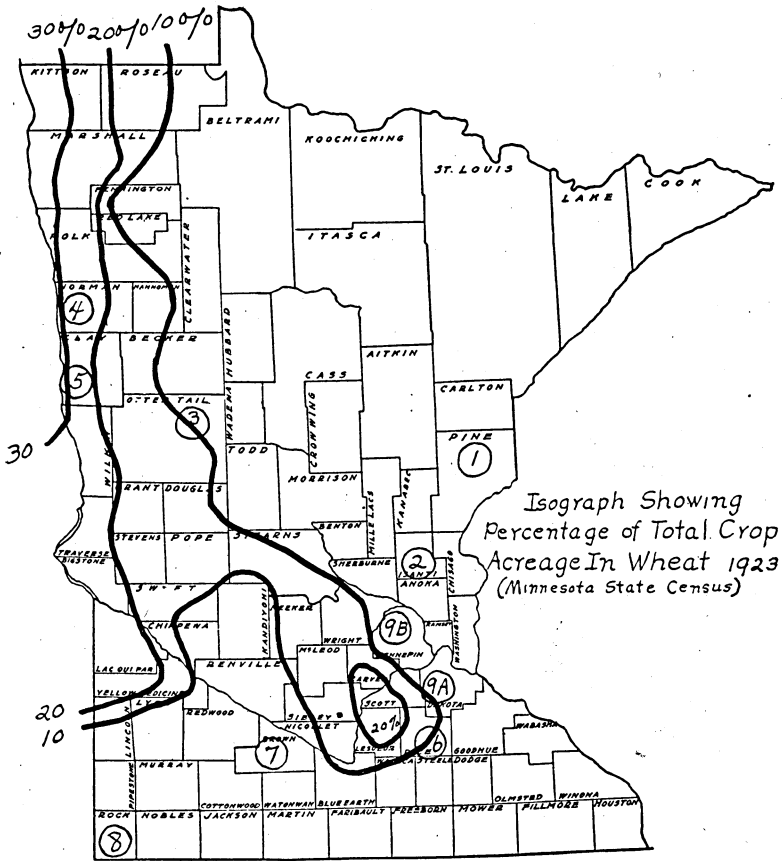 30% 20% 10%
KITTSON ROSEAU
BELTRAMI
MARSHALL KOOCHICHING
ST. LOUIS
LAKE COOK
PENNINGTON
RED LAKE
POLK ITASCA
CLEARWATER
NORMAN MAHNOMEN
4
HUBBARD
CLAY BECKER
AITKIN
5 CASS
CARLTON
OTTERTAIL WADENA
3 CROWWING
PINE
30 TODD 1
WILKIN
MORRISON
GRANT DOUGLAS KANABEC
MILLE LACS
Isograph Showing
Percentage of Total Crop
Acreage In Wheat 1923
(Minnesota State Census)
BENTON
STEVENS POPE STEARNS
TRAVERSE
BIGSTONE SHERBURNE 2 CHISAGO
ISANTI
ANOKA
SWIFT
KANDIYOHI MEEKER
CHIPPEWA 9B RAMSEY WASHINGTON
WRIGHT
MCLEOD HENNEPIN
RENVILLE
LAC QUI PAR CARVER 9A
YELLOW MEDICINE SCOTT DAKOTA
LYON
20 REDWOOD SIBLEY 20%
10 LINCOLN NICOLLET
BROWN 6 WABASHA
7 LESUEUR RICE GOODHUE
WASECA STEELE DODGE
MURRAY
PIPESTONE
OLMSTED WINONA
COTTONWOOD WATONWAN BLUE EARTH
ROCK NOBLES JACKSON MARTIN FARIBAULT FREEBORN MOWER FILLMORE HOUSTON
8